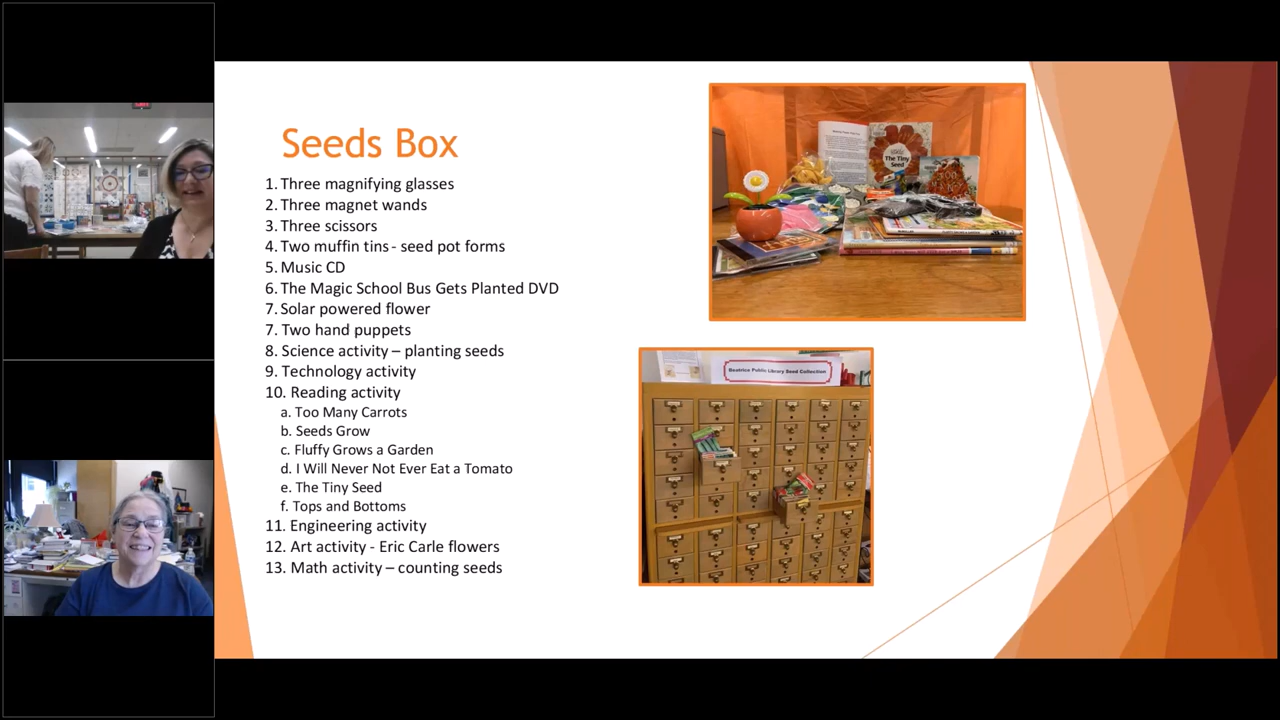 Seeds Box
1. Three magnifying glasses
2. Three magnet wands
3. Three scissors
4. Two muffin tins - seed pot forms
5. Music CD
6. The Magic School Bus Gets Planted DVD
7. Solar powered flower
7. Two hand puppets
8. Science activity – planting seeds
9. Technology activity
10. Reading activity
a. Too Many Carrots
b. Seeds Grow
c. Fluffy Grows a Garden
d. I Will Never Not Ever Eat a Tomato
e. The Tiny Seed
f. Tops and Bottoms
11. Engineering activity
12. Art activity - Eric Carle flowers
13. Math activity – counting seeds
The Tiny
Seed
Beatrice Public Library Seed Collection